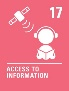 17
ACCESS TO
INFORMATION